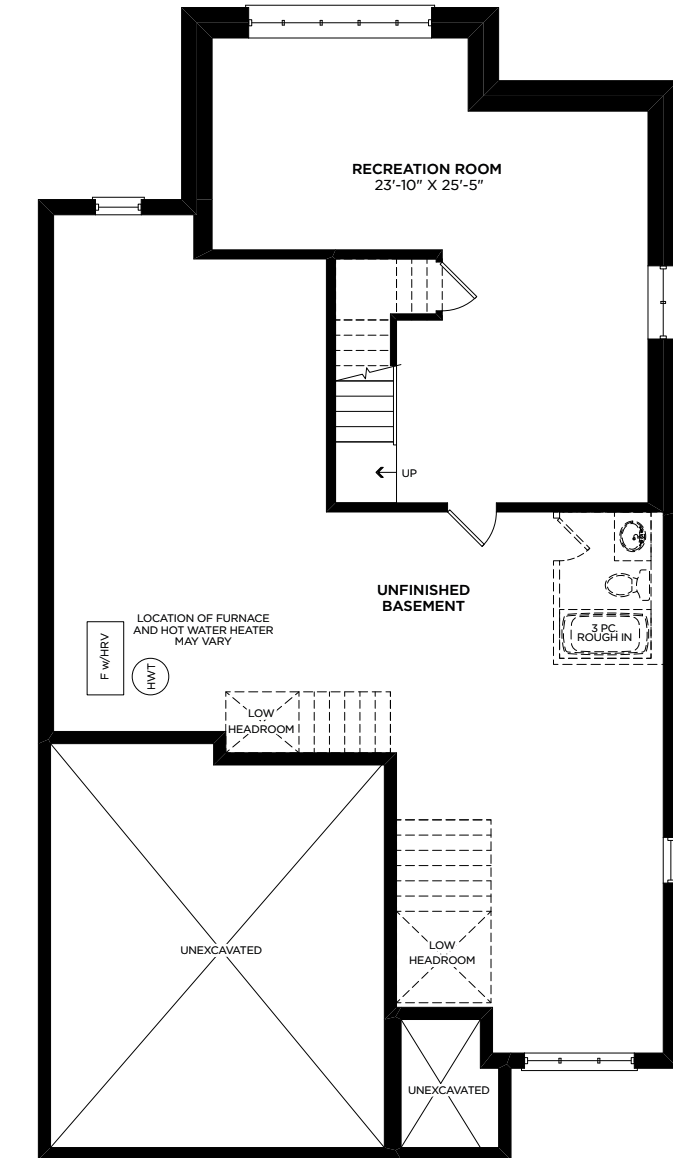 RECREATION ROOM
23'-10" X 25'-5"
UP
UNFINISHED
BASEMENT
3 PC
ROUGH IN
LOCATION OF FURNACE
AND HOT WATER HEATER
MAY VARY
F w/HRV
HWT
LOW
HEADROOM
UNEXCAVATED
LOW
HEADROOM
UNEXCAVATED